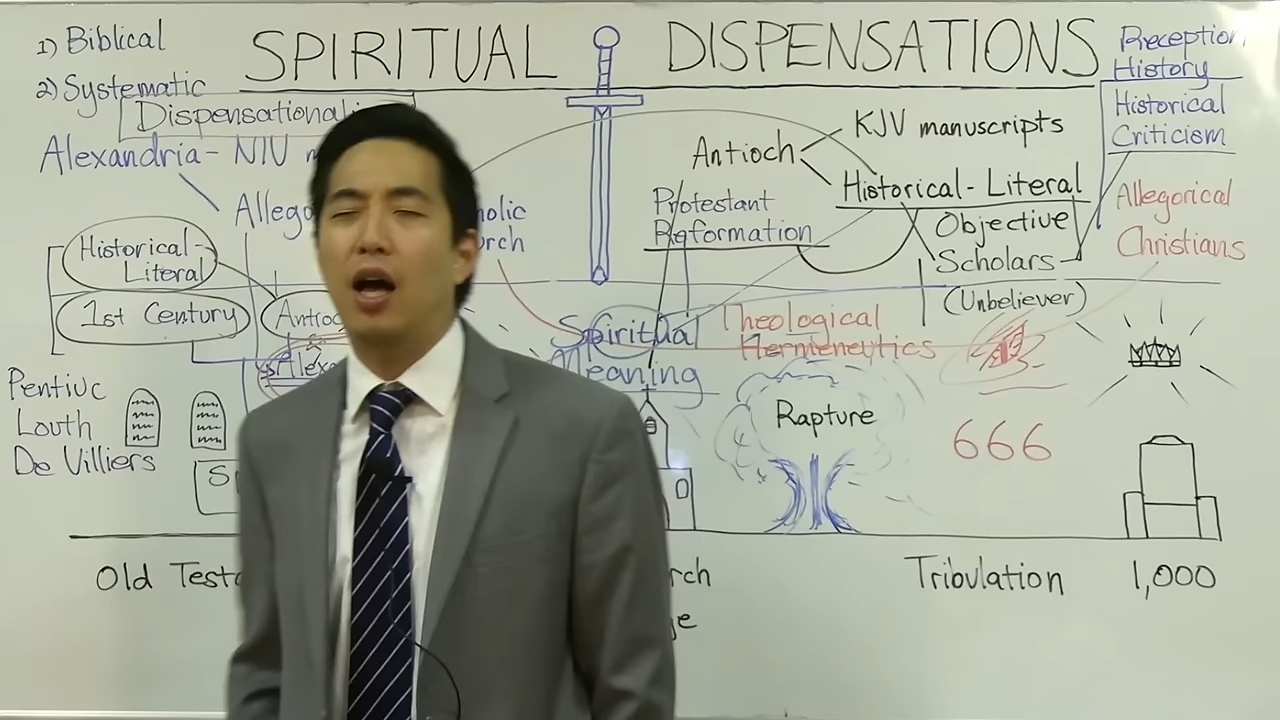 1) Biblical
2) Systematic
SPIRITUAL DISPENSATIONS
Reception
History
Historical
Criticism
Allegorical
Christians
Alexandria - NIV
Antioch
KJV manuscripts
Historical - Literal
Objective
Scholars
(Unbeliever)
Protestant
Reformation
Historical-
Literal
1st Century
Spiritual
Meaning
Theological
Hermeneutics
Pentiuc
Louth
De Villiers
Rapture
666
Old
Tribulation
1,000